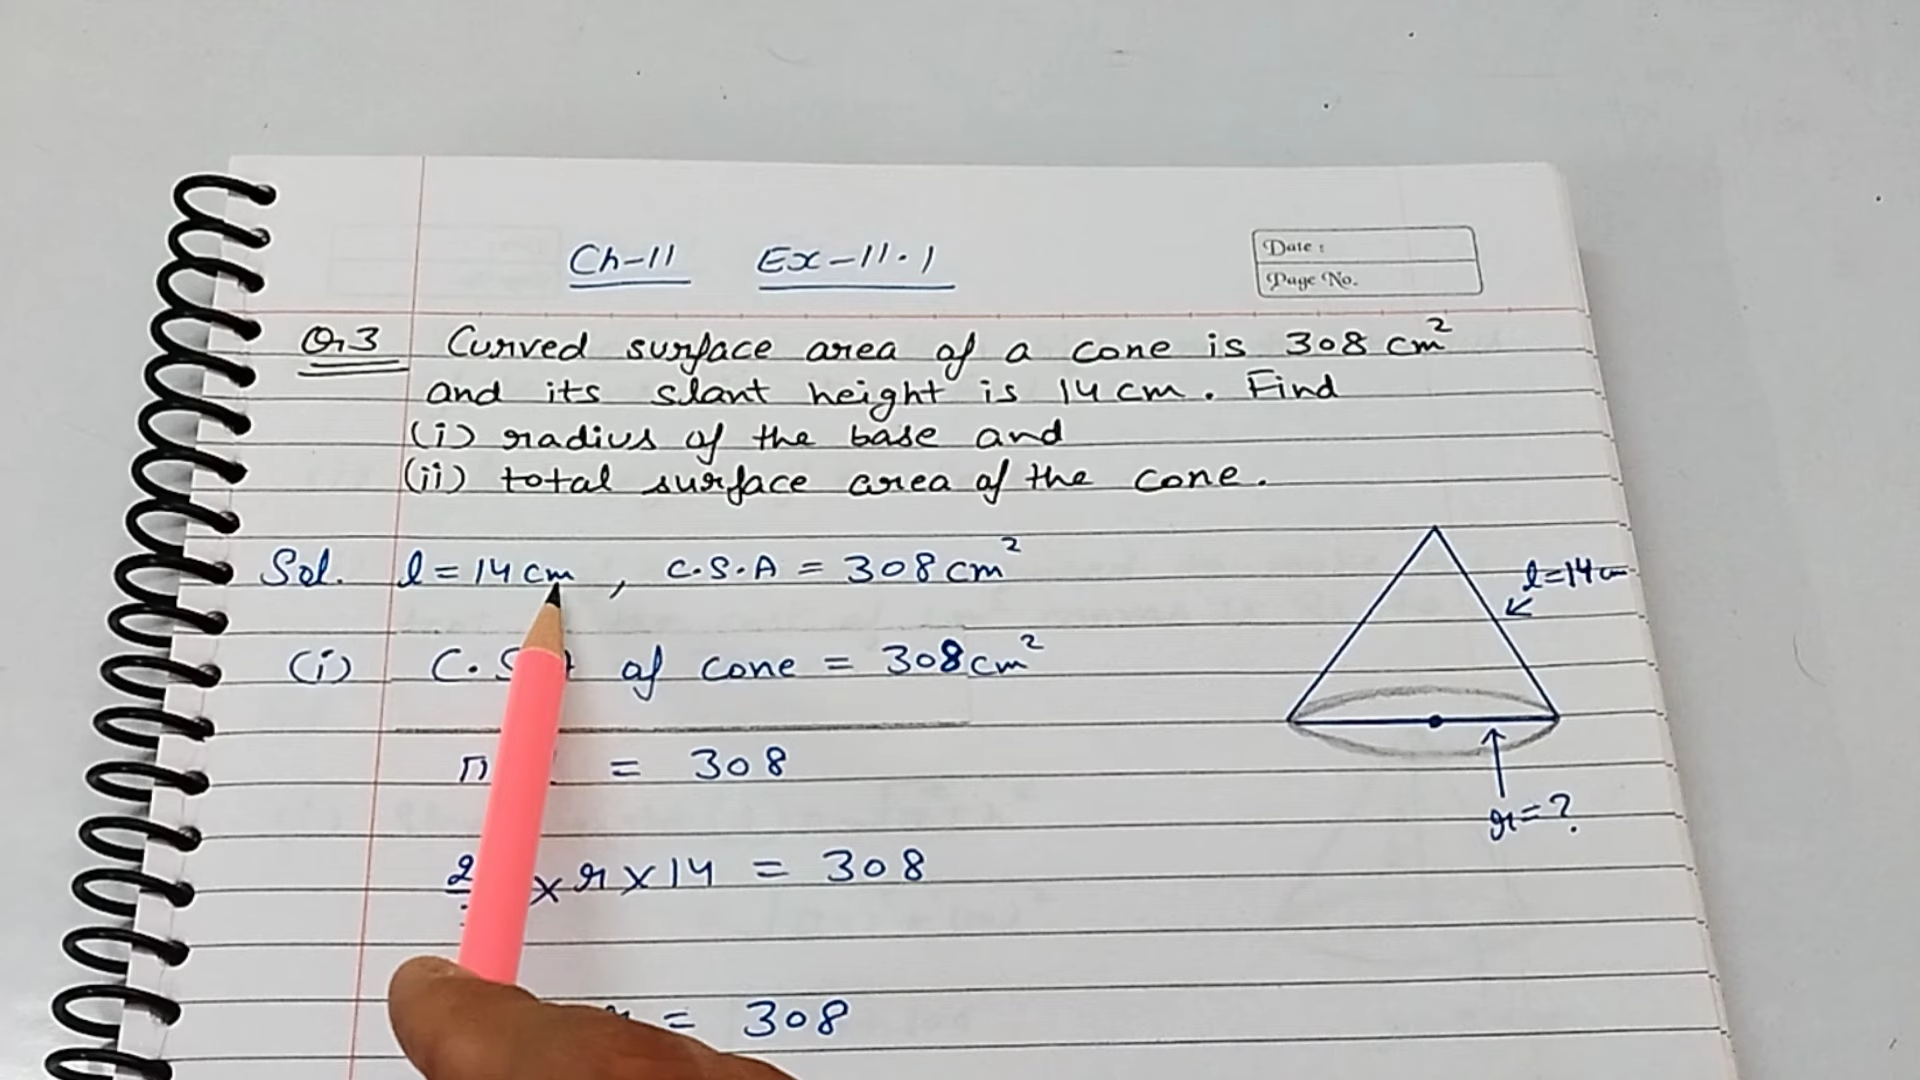 Ch-11 Ex-11.1
Date :
Page No.
Q.3 Curved surface area of a cone is 308 cm²
and its slant height is 14 cm. Find
(i) radius of the base and
(ii) total surface area of the cone.
Sol. l = 14 cm, C.S.A = 308 cm²
l=14 cm
(i) of cone = 308 cm²
= 308
r=?
× r × 14 = 308
= 308